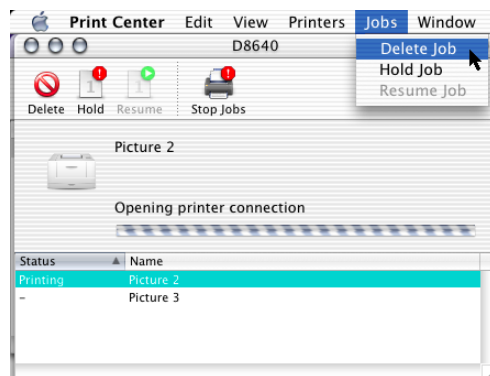 Print Center Edit View Printers Jobs Window
D8640
Delete Job
Hold Job
Resume Job
Delete Hold Resume Stop Jobs
Picture 2
Opening printer connection
Status Name
Printing Picture 2
– Picture 3